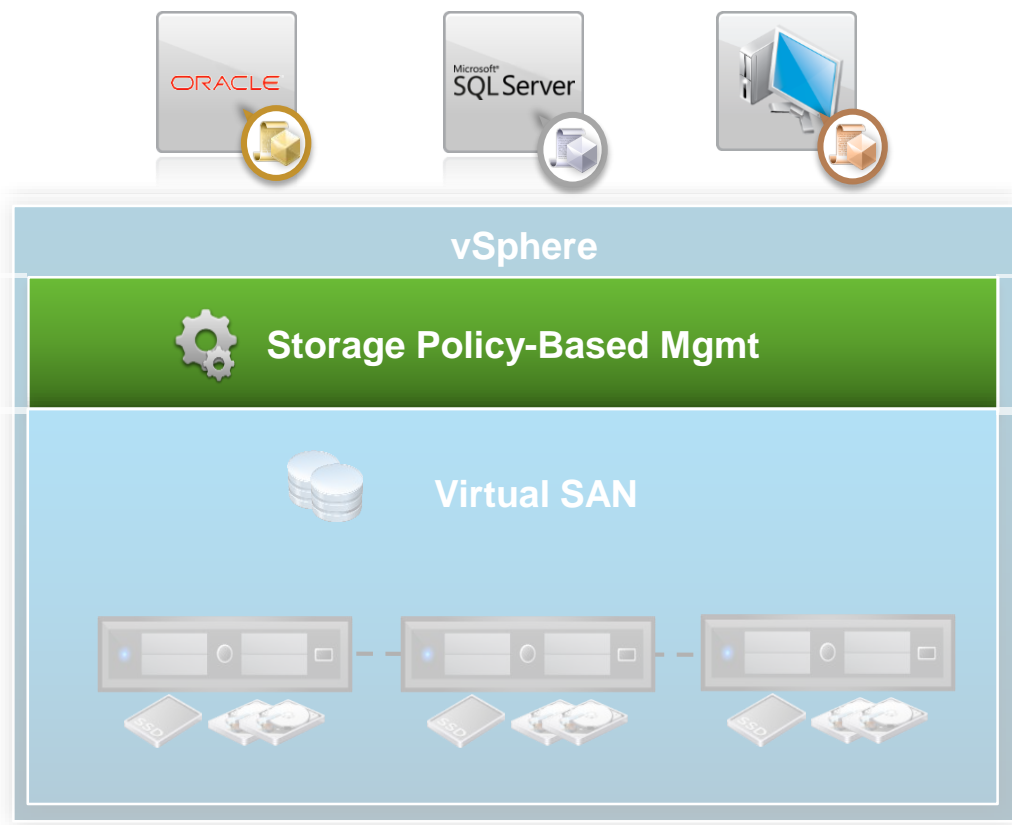 ORACLE
Microsoft®
SQL Server
vSphere
Storage Policy-Based Mgmt
Virtual SAN
SSD
SSD
SSD